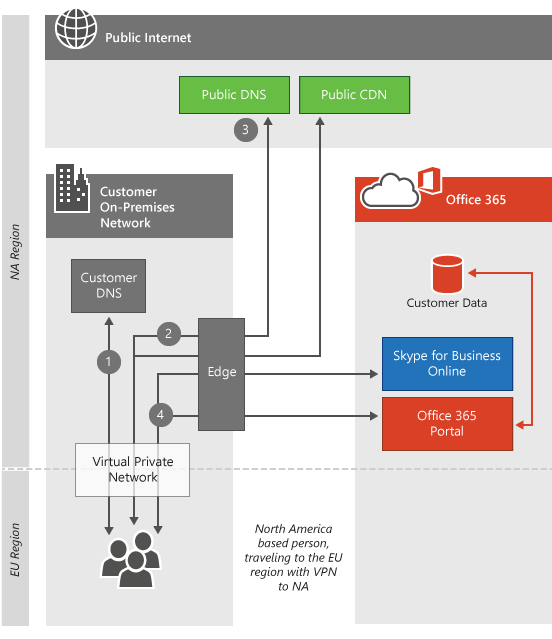 Public Internet
Public DNS
Public CDN
3
Customer
On-Premises
Network
Office 365
NA Region
Customer
DNS
Customer Data
2
1
Edge
Skype for Business
Online
4
Office 365
Portal
Virtual Private
Network
EU Region
North America
based person,
traveling to the EU
region with VPN
to NA